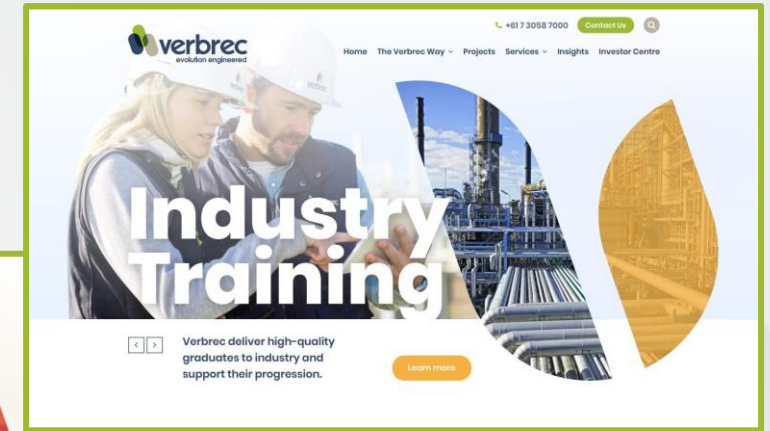 +61 7 3058 7000
Contact Us
verbrec
evolution engineered
Home The Verbrec Way Projects Services Insights Investor Centre
Industry
Training
Verbrec deliver high-quality
graduates to industry and
support their progression.
Learn more